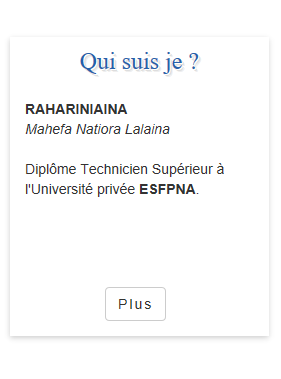 Qui suis je ?
RAHARINIAINA
Mahefa Natiora Lalaina
Diplôme Technicien Supérieur à
l'Université privée ESFPNA.
Plus